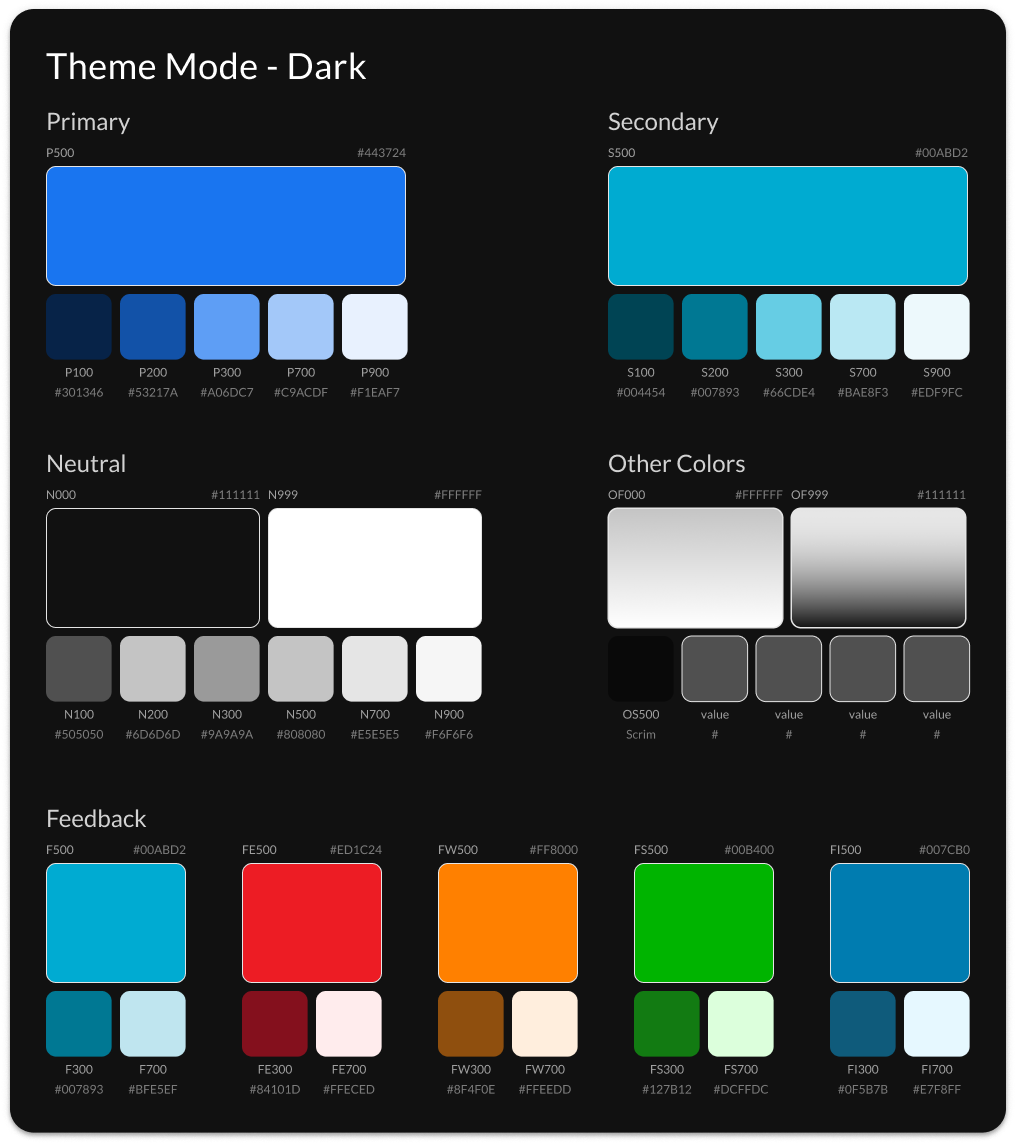 Theme Mode - Dark
Primary
P500 #443724
P100 P200 P300 P700 P900
#301346 #53217A #A06DC7 #C9ACDF #F1EAF7
Secondary
S500 #00ABD2
S100 S200 S300 S700 S900
#004454 #007893 #66CDE4 #BAE8F3 #EDF9FC
Neutral
N000 #111111 N999 #FFFFFF
N100 N200 N300 N500 N700 N900
#505050 #6D6D6D #9A9A9A #808080 #E5E5E5 #F6F6F6
Other Colors
OF000 #FFFFFF OF999 #111111
OS500 value value value value
Scrim # # # #
Feedback
F500 #00ABD2 FE500 #ED1C24 FW500 #FF8000 FS500 #00B400 FI500 #007CB0
F300 F700 FE300 FE700 FW300 FW700 FS300 FS700 FI300 FI700
#007893 #BFE5EF #84101D #FFECED #8F4F0E #FFEEDD #127B12 #DCFFDC #0F5B7B #E7F8FF